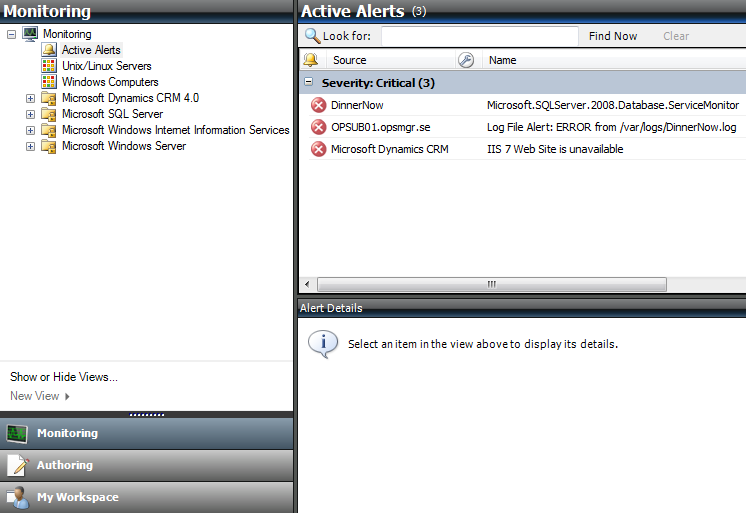 Monitoring
Monitoring
Active Alerts
Unix/Linux Servers
Windows Computers
Microsoft Dynamics CRM 4.0
Microsoft SQL Server
Microsoft Windows Internet Information Services
Microsoft Windows Server
Show or Hide Views...
New View
Monitoring
Authoring
My Workspace
Active Alerts (3)
Look for: Find Now Clear
Source Name
Severity: Critical (3)
DinnerNow Microsoft.SQLServer.2008.Database.ServiceMonitor
OPSUB01.opsmgr.se Log File Alert: ERROR from /var/logs/DinnerNow.log
Microsoft Dynamics CRM IIS 7 Web Site is unavailable
Alert Details
Select an item in the view above to display its details.